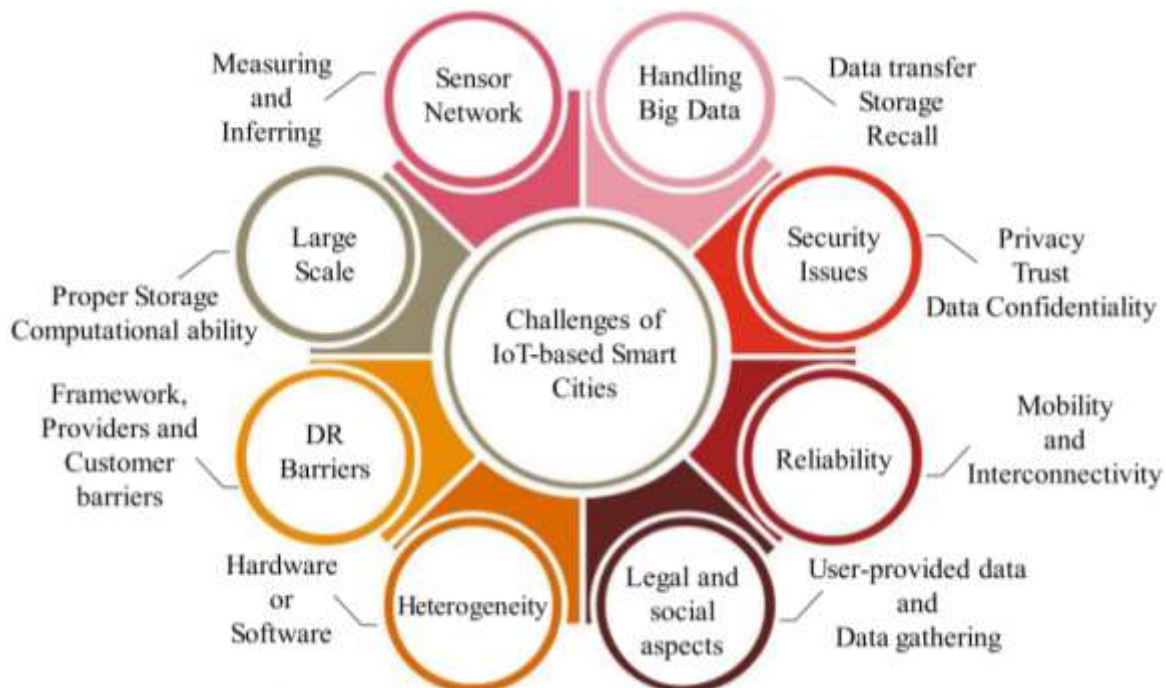 Measuring
and
Inferring
Sensor
Network
Handling
Big Data
Data transfer
Storage
Recall
Large
Scale
Proper Storage
Computational ability
Security
Issues
Privacy
Trust
Data Confidentiality
Challenges of
IoT-based Smart
Cities
Framework,
Providers and
Customer
barriers
DR
Barriers
Reliability
Mobility
and
Interconnectivity
Hardware
or
Software
Heterogeneity
Legal and
social
aspects
User-provided data
and
Data gathering